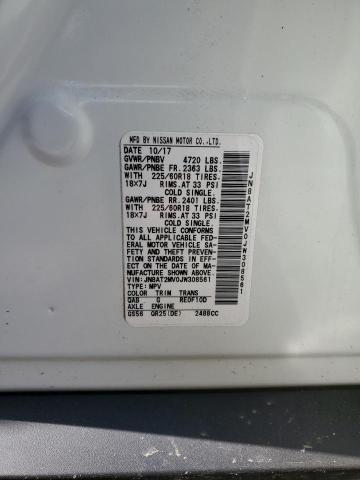 MFD BY NISSAN MOTOR CO.,LTD.
DATE 10/17
GVWR/PNBV 4720 LBS.
GAWR/PNBE FR. 2363 LBS.
WITH 225/60R18 TIRES.
18×7J RIMS.AT 33 PSI
COLD SINGLE.
GAWR/PNBE RR. 2401 LBS.
WITH 225/60R18 TIRES.
18×7J RIMS.AT 33 PSI
COLD SINGLE.
THIS VEHICLE CONFORMS
TO ALL APPLICABLE FED-
ERAL MOTOR VEHICLE SA-
FETY AND THEFT PREVEN-
TION STANDARDS IN EFF-
ECT ON THE DATE OF MA-
NUFACTURE SHOWN ABOVE.
VIN: JN8AT2MV0JW308561
TYPE: MPV
COLOR TRIM TRANS
QAB G RE0F10D
AXLE ENGINE
GS56 QR25(DE) 2488CC
JN8AT2MV0JW308561